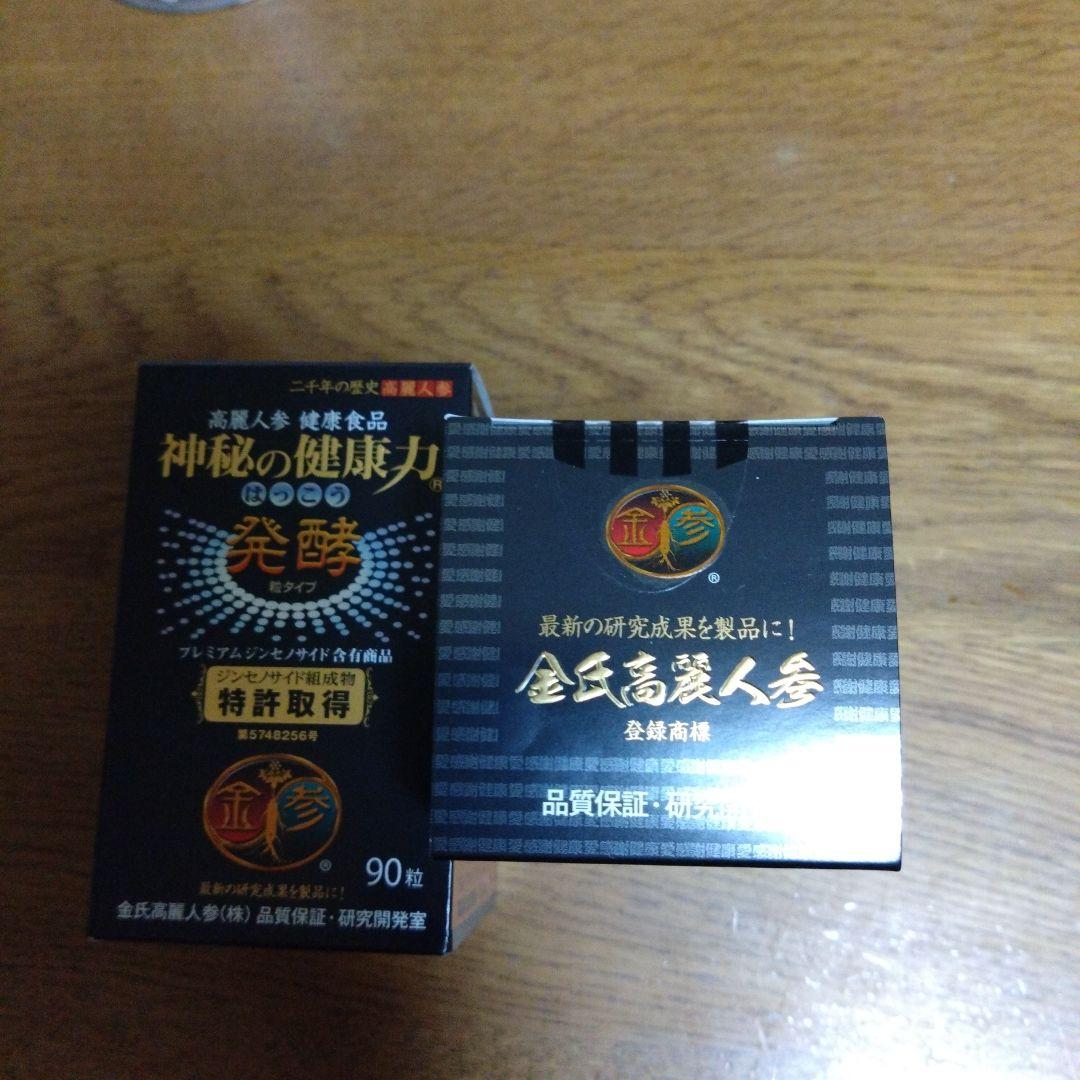 二千年の歴史 高麗人参
高麗人参 健康食品
神秘の健康力®
はっこう
発酵
粒タイプ
プレミアムジンセノサイド含有商品
ジンセノサイド組成物
特許取得
第5748256号
金 参
®
90粒
最新の研究成果を製品に!
金氏高麗人参(株) 品質保証・研究開発室
金 参
®
最新の研究成果を製品に!
金氏高麗人参
登録商標
品質保証・研究